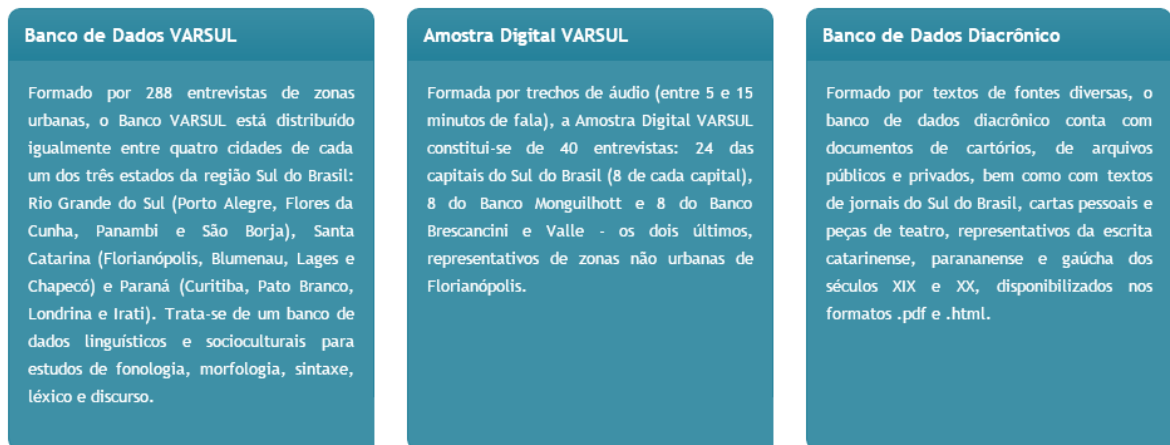 Banco de Dados VARSUL
Formado por 288 entrevistas de zonas
urbanas, o Banco VARSUL está distribuído
igualmente entre quatro cidades de cada
um dos três estados da região Sul do Brasil:
Rio Grande do Sul (Porto Alegre, Flores da
Cunha, Panambi e São Borja), Santa
Catarina (Florianópolis, Blumenau, Lages e
Chapecó) e Paraná (Curitiba, Pato Branco,
Londrina e Irati). Trata-se de um banco de
dados linguísticos e socioculturais para
estudos de fonologia, morfologia, sintaxe,
léxico e discurso.
Amostra Digital VARSUL
Formada por trechos de áudio (entre 5 e 15
minutos de fala), a Amostra Digital VARSUL
constitui-se de 40 entrevistas: 24 das
capitais do Sul do Brasil (8 de cada capital),
8 do Banco Monguilhott e 8 do Banco
Brescancini e Valle - os dois últimos,
representativos de zonas não urbanas de
Florianópolis.
Banco de Dados Diacrônico
Formado por textos de fontes diversas, o
banco de dados diacrônico conta com
documentos de cartórios, de arquivos
públicos e privados, bem como com textos
de jornais do Sul do Brasil, cartas pessoais e
peças de teatro, representativos da escrita
catarinense, parananense e gaúcha dos
séculos XIX e XX, disponibilizados nos
formatos .pdf e .html.